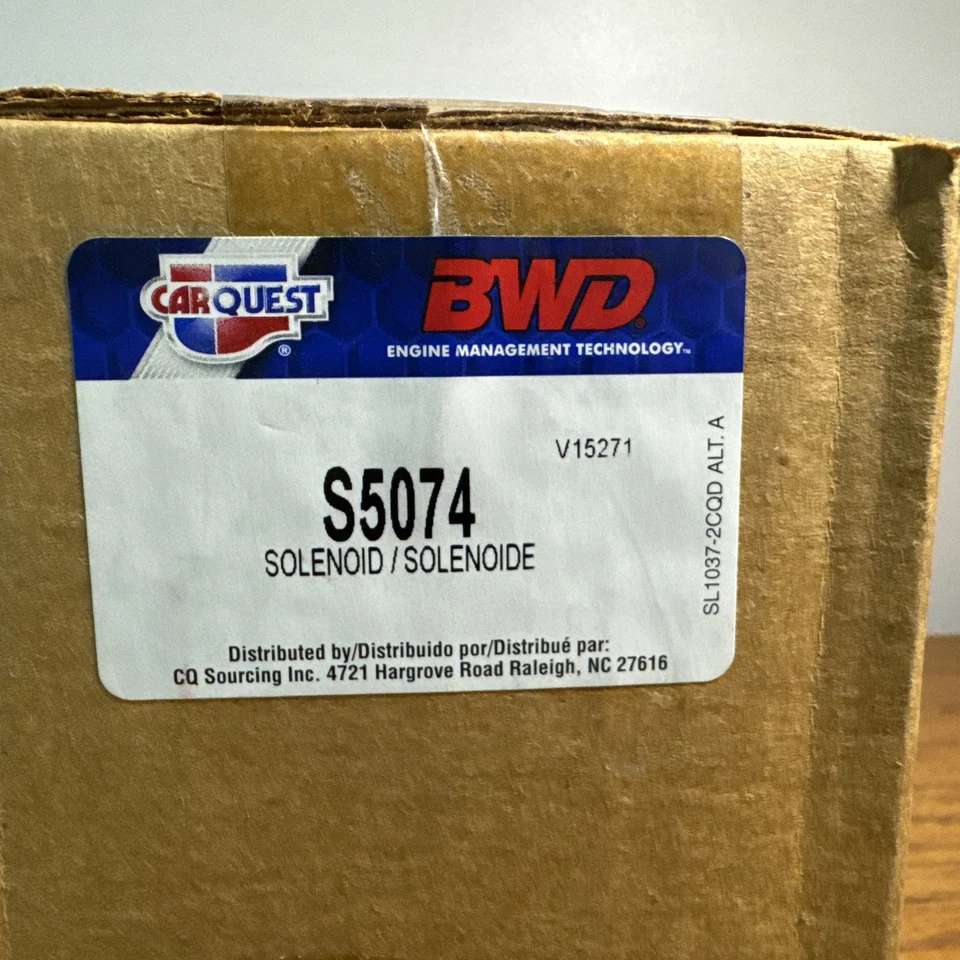 CARQUEST ®
BWD®
ENGINE MANAGEMENT TECHNOLOGY™
V15271
S5074
SOLENOID / SOLENOIDE
SL1037-2CQD ALT. A
Distributed by/Distribuido por/Distribué par:
CQ Sourcing Inc. 4721 Hargrove Road Raleigh, NC 27616